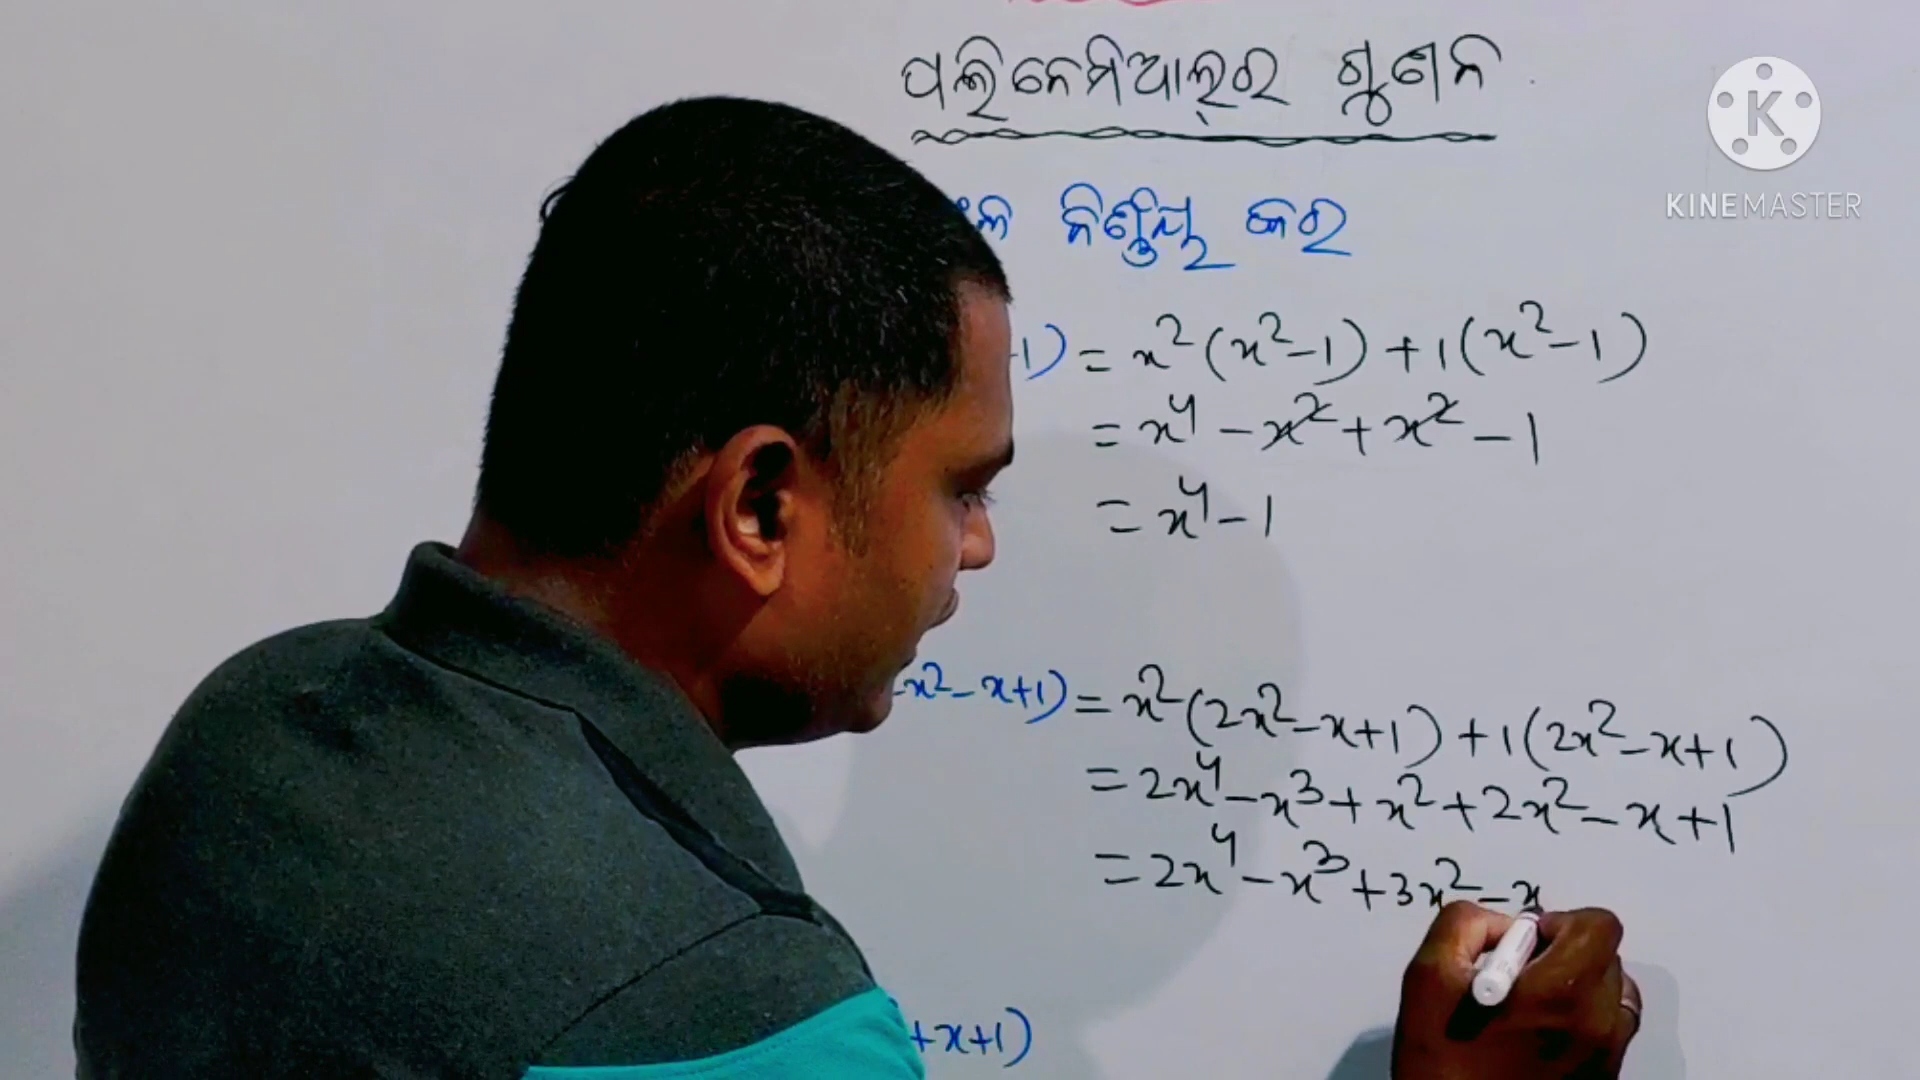 ପଲିନେମିଆଲ୍‌ର ଗୁଣନ
ନିର୍ଣ୍ଣୟ କର
1) = x²(x²-1) + 1(x²-1)
= x⁴ - x² + x² - 1
= x⁴ - 1
x² - x + 1) = x²(2x² - x + 1) + 1(2x² - x + 1)
= 2x⁴ - x³ + x² + 2x² - x + 1
= 2x⁴ - x³ + 3x² - x
+ x + 1)
K
KINEMASTER